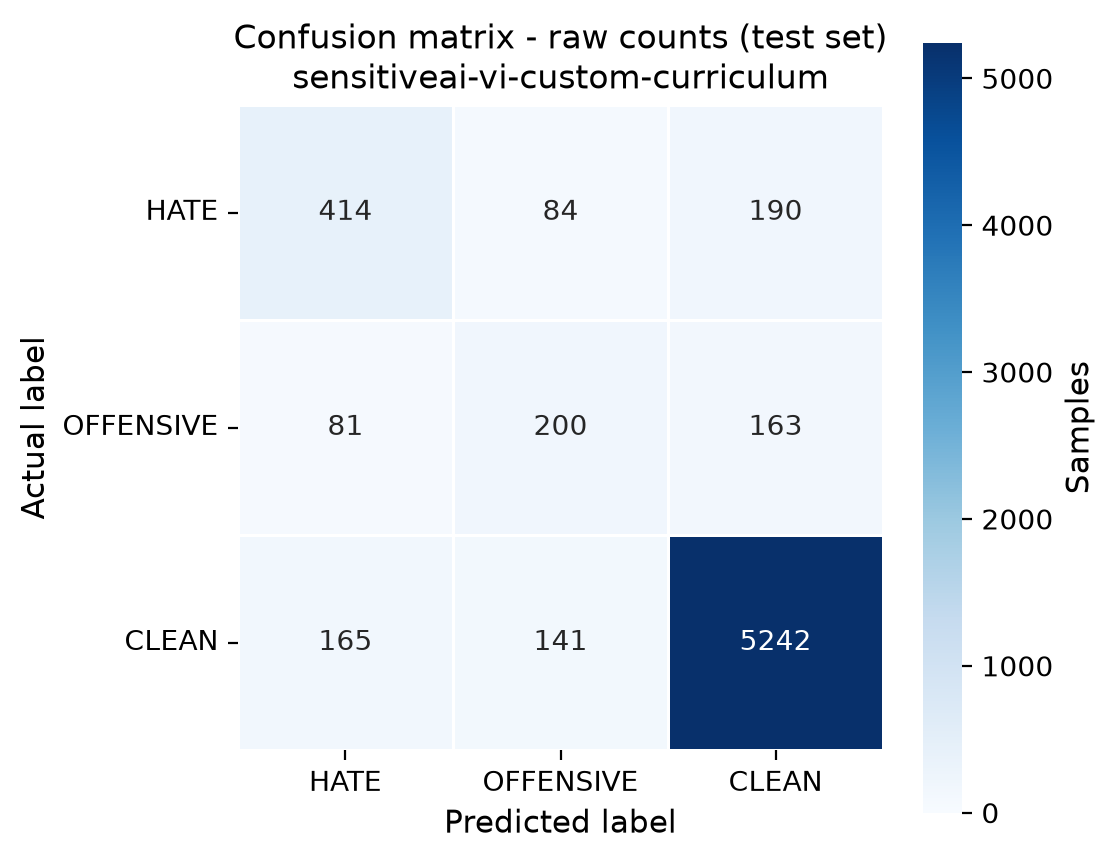 Confusion matrix - raw counts (test set)
sensitiveai-vi-custom-curriculum
HATE
414
84
190
OFFENSIVE
81
200
163
CLEAN
165
141
5242
HATE
OFFENSIVE
CLEAN
Predicted label
Actual label
5000
4000
3000
2000
1000
0
Samples